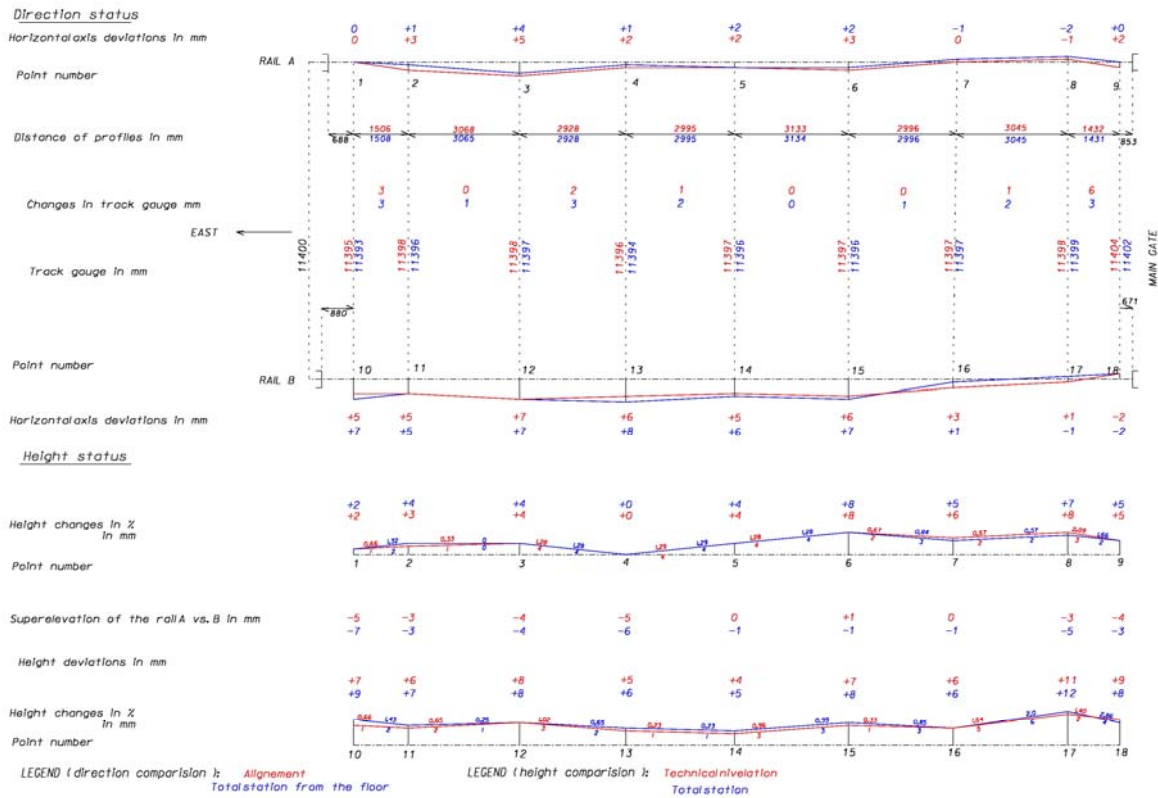 Direction status
0 +1 +4 +1 +2 +2 -1 -2 +0
Horizontal axis deviations in mm 0 +3 +5 +2 +2 +3 0 -1 +2
RAIL A
Point number 1 2 3 4 5 6 7 8 9
1506 3068 2928 2995 3133 2996 3045 1432
Distance of profiles in mm 688 1508 3065 2928 2995 3134 2996 3045 1431 853
3 0 2 1 0 0 1 6
Changes in track gauge mm 3 1 3 2 0 1 2 3
EAST
Track gauge in mm 11400 11395 11393 11398 11396 11398 11397 11396 11394 11397 11396 11397 11396 11397 11397 11398 11399 11404 11402 MAIN GATE
880 671
Point number 10 11 12 13 14 15 16 17 18
RAIL B
Horizontal axis deviations in mm +5 +5 +7 +6 +5 +6 +3 +1 -2
+7 +5 +7 +8 +6 +7 +1 -1 -2
Height status
+2 +4 +4 +0 +4 +8 +5 +7 +5
Height changes in % +2 +3 +4 +0 +4 +8 +6 +8 +5
in mm
Point number 1 2 3 4 5 6 7 8 9
Superelevation of the rail A vs. B in mm -5 -3 -4 -5 0 +1 0 -3 -4
-7 -3 -4 -6 -1 -1 -1 -5 -3
Height deviations in mm
+7 +6 +8 +5 +4 +7 +6 +11 +9
+9 +7 +8 +6 +5 +8 +6 +12 +8
Height changes in %
in mm
Point number
10 11 12 13 14 15 16 17 18
LEGEND (direction comparision): Alignement LEGEND (height comparision): Technical nivelation
Totalstation from the floor Totalstation